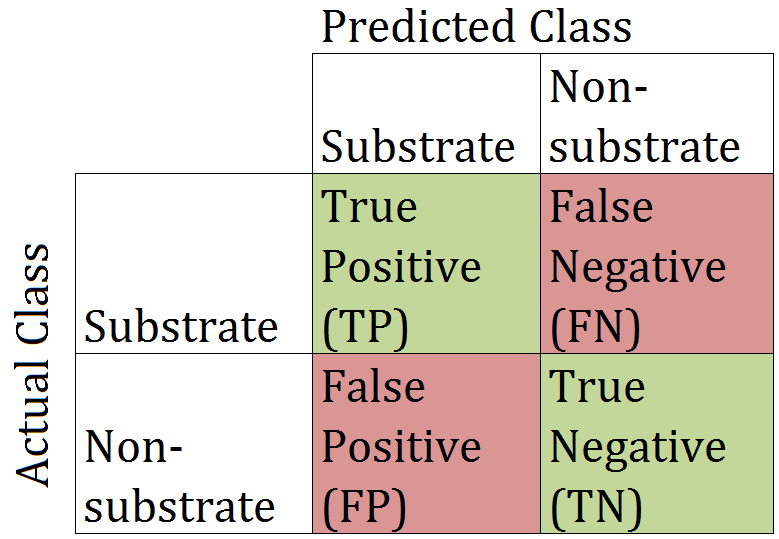 Predicted Class
Substrate
Non-
substrate
Actual Class
Substrate
True
Positive
(TP)
False
Negative
(FN)
Non-
substrate
False
Positive
(FP)
True
Negative
(TN)